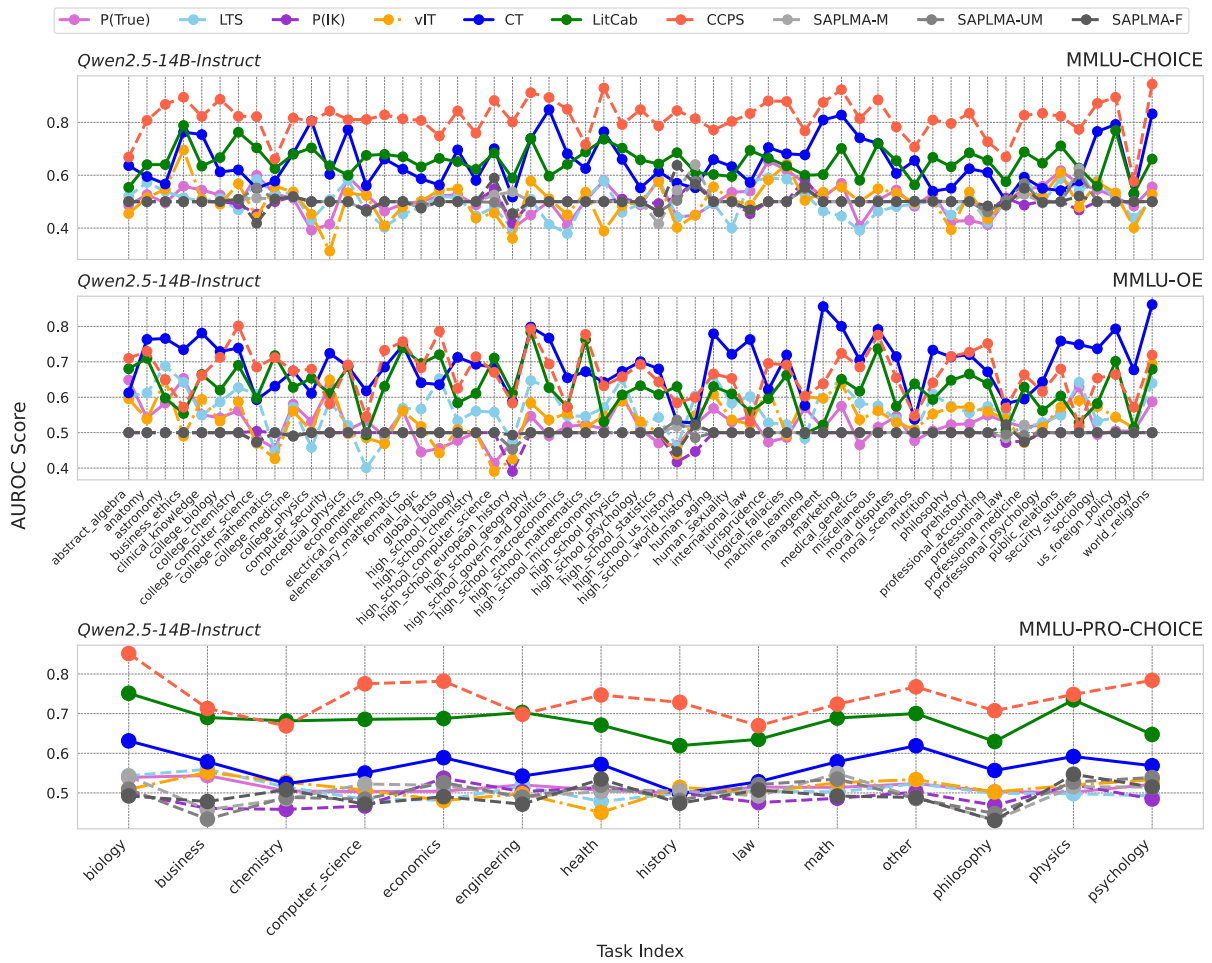 P(True) LTS P(IK) vIT CT LitCab CCPS SAPLMA-M SAPLMA-UM SAPLMA-F
Qwen2.5-14B-Instruct MMLU-CHOICE
0.8
0.6
0.4
Qwen2.5-14B-Instruct MMLU-OE
0.8
0.7
0.6
0.5
0.4
AUROC Score
abstract_algebra
anatomy
astronomy
business_ethics
clinical_knowledge
college_biology
college_chemistry
college_computer_science
college_mathematics
college_medicine
college_physics
computer_security
conceptual_physics
econometrics
electrical_engineering
elementary_mathematics
formal_logic
global_facts
high_school_biology
high_school_chemistry
high_school_computer_science
high_school_european_history
high_school_geography
high_school_govern_and_politics
high_school_macroeconomics
high_school_mathematics
high_school_microeconomics
high_school_physics
high_school_psychology
high_school_statistics
high_school_us_history
high_school_world_history
human_aging
human_sexuality
international_law
jurisprudence
logical_fallacies
machine_learning
management
marketing
medical_genetics
miscellaneous
moral_disputes
moral_scenarios
nutrition
philosophy
prehistory
professional_accounting
professional_law
professional_medicine
professional_psychology
public_relations
security_studies
sociology
us_foreign_policy
virology
world_religions
Qwen2.5-14B-Instruct MMLU-PRO-CHOICE
0.8
0.7
0.6
0.5
biology
business
chemistry
computer_science
economics
engineering
health
history
law
math
other
philosophy
physics
psychology
Task Index